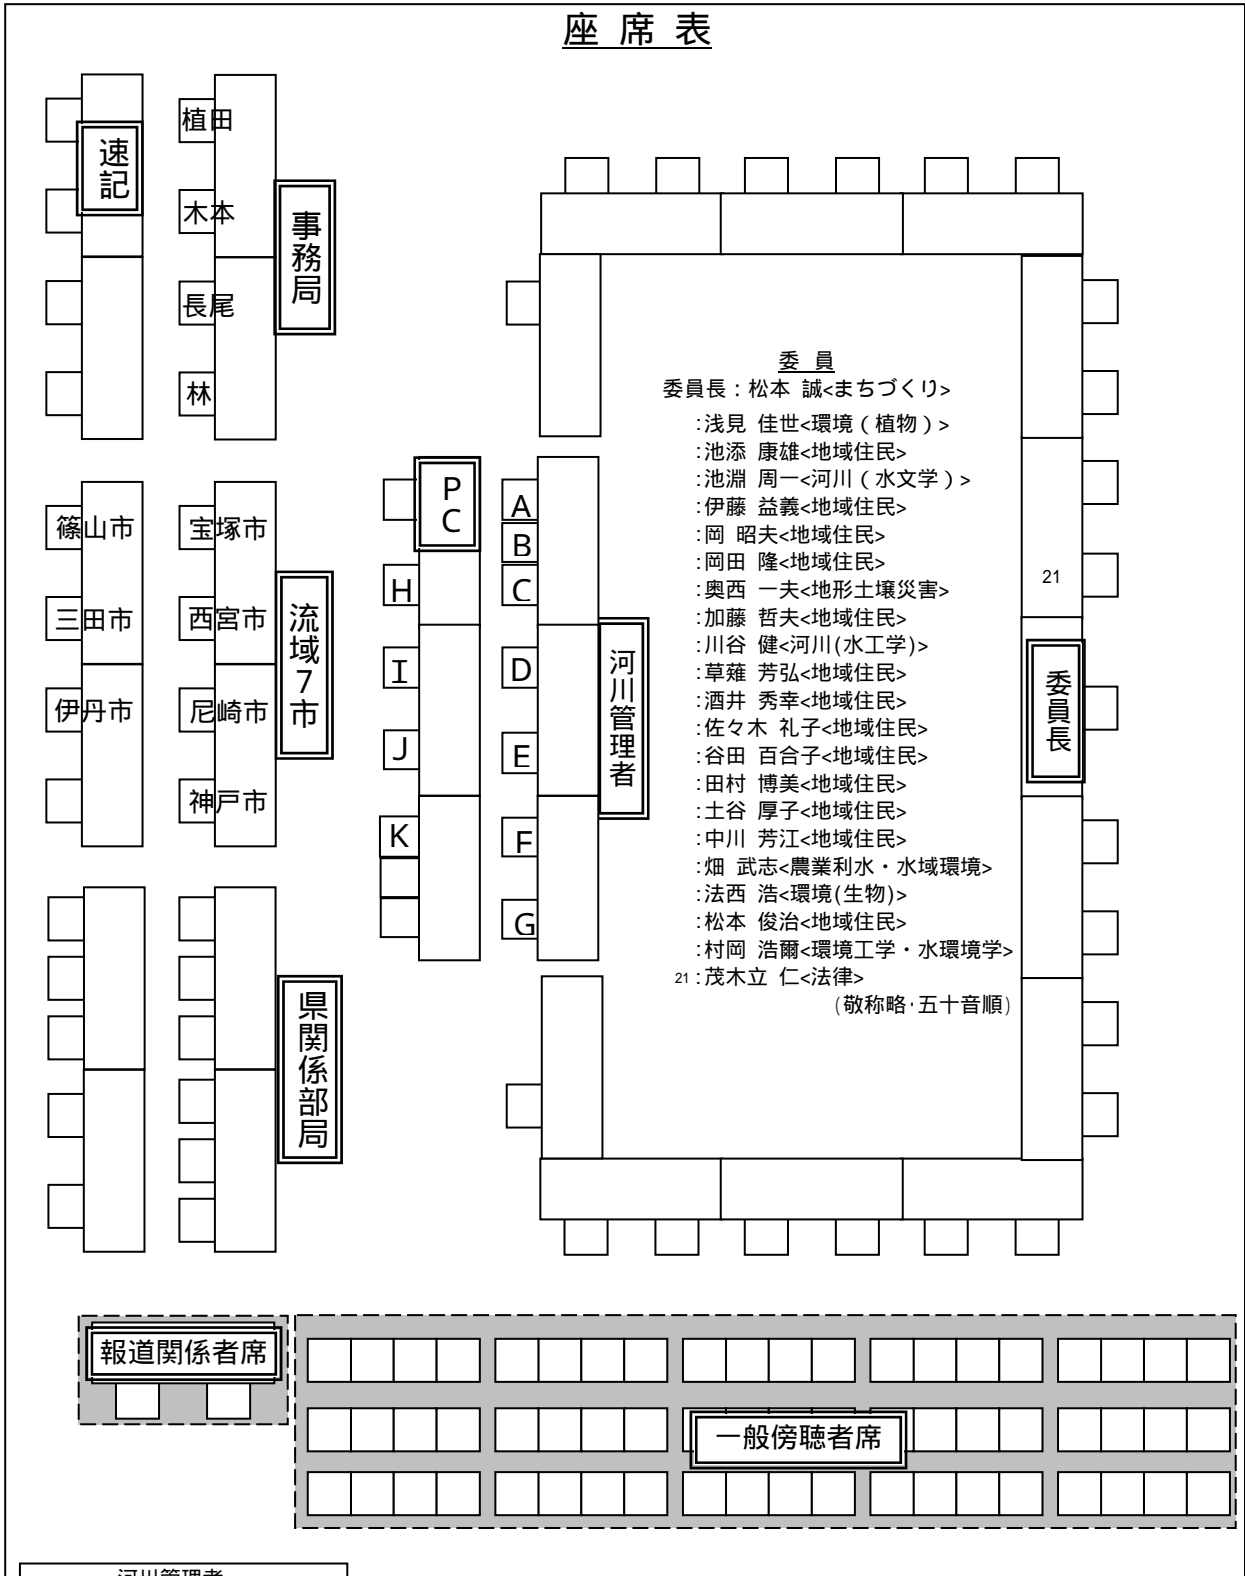 座席表
速記
植田
木本
長尾
林
事務局
篠山市
三田市
伊丹市
宝塚市
西宮市
尼崎市
神戸市
流域7市
PC
H
I
J
K
A
B
C
D
E
F
G
河川管理者
委員
委員長：松本 誠<まちづくり>
:浅見 佳世<環境（植物）>
:池添 康雄<地域住民>
:池淵 周一<河川（水文学）>
:伊藤 益義<地域住民>
:岡 昭夫<地域住民>
:岡田 隆<地域住民>
:奥西 一夫<地形土壌災害>
:加藤 哲夫<地域住民>
:川谷 健<河川(水工学)>
:草薙 芳弘<地域住民>
:酒井 秀幸<地域住民>
:佐々木 礼子<地域住民>
:谷田 百合子<地域住民>
:田村 博美<地域住民>
:土谷 厚子<地域住民>
:中川 芳江<地域住民>
:畑 武志<農業利水・水域環境>
:法西 浩<環境(生物)>
:松本 俊治<地域住民>
:村岡 浩爾<環境工学・水環境学>
21:茂木立 仁<法律>
(敬称略･五十音順)
21
委員長
県関係部局
報道関係者席
一般傍聴者席
河川管理者